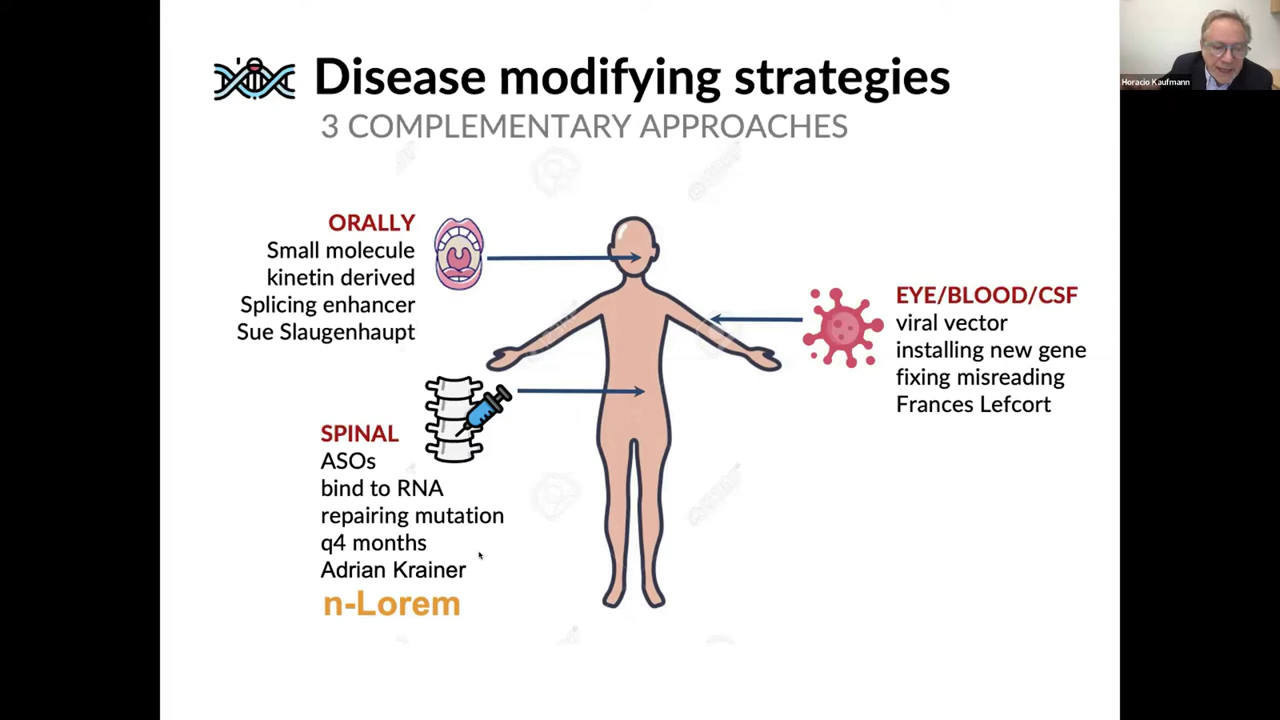 Disease modifying strategies
3 COMPLEMENTARY APPROACHES
Horacio Kaufmann
ORALLY
Small molecule
kinetin derived
Splicing enhancer
Sue Slaugenhaupt
EYE/BLOOD/CSF
viral vector
installing new gene
fixing misreading
Frances Lefcort
SPINAL
ASOs
bind to RNA
repairing mutation
q4 months
Adrian Krainer
n-Lorem